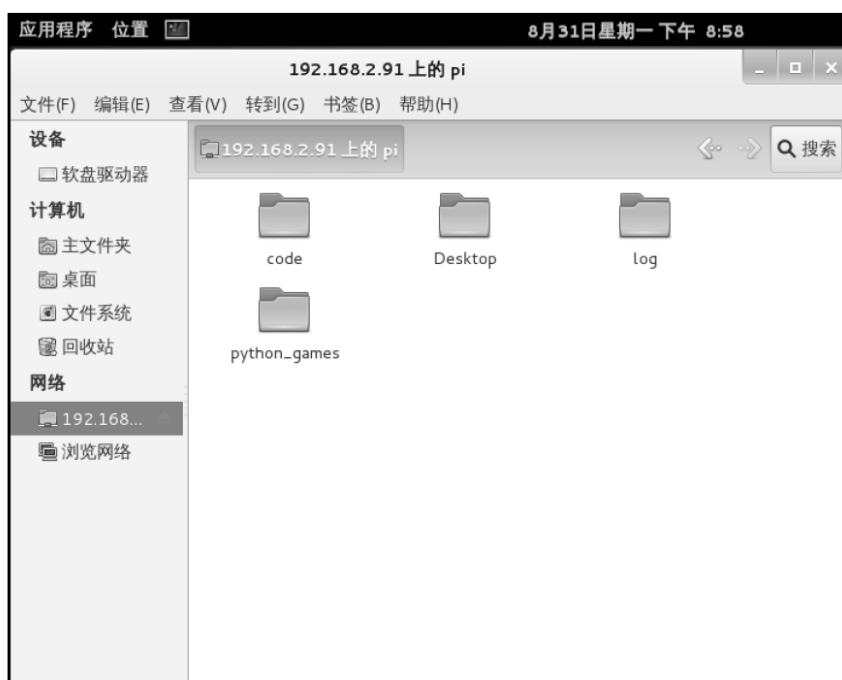 应用程序 位置 8月31日星期一 下午 8:58
192.168.2.91 上的 pi
文件(F) 编辑(E) 查看(V) 转到(G) 书签(B) 帮助(H)
设备
软盘驱动器
计算机
主文件夹
桌面
文件系统
回收站
网络
192.168...
浏览网络
192.168.2.91 上的 pi 搜索
code Desktop log
python_games